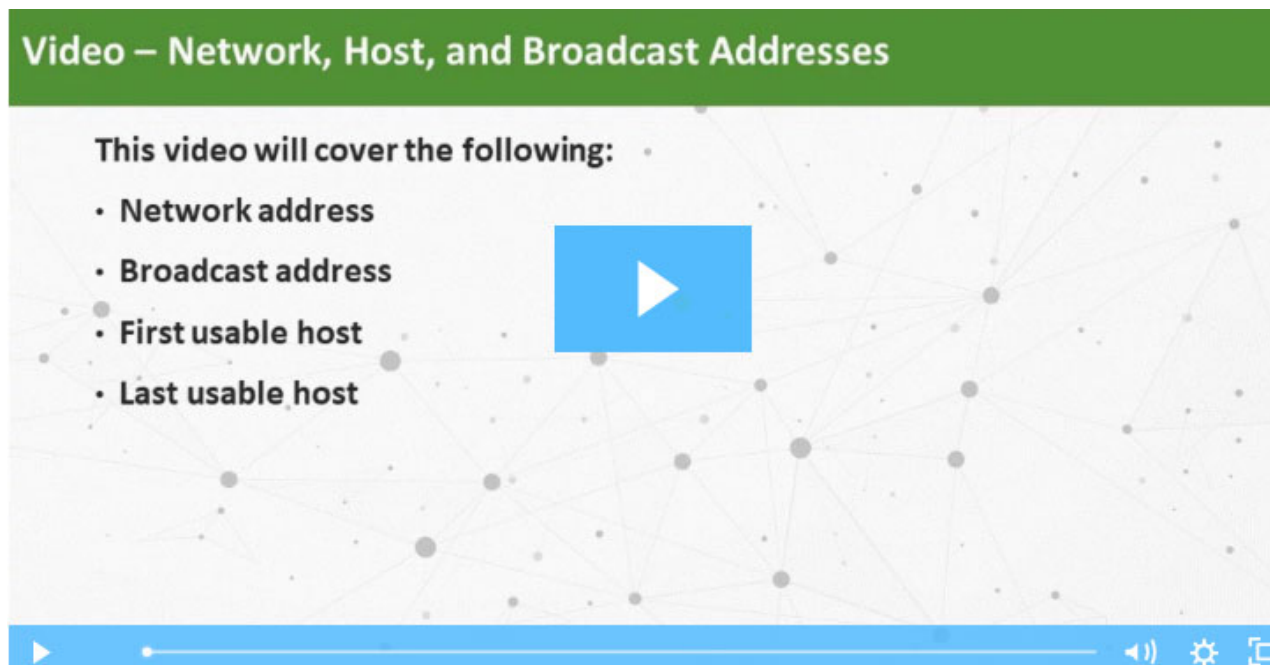 Video – Network, Host, and Broadcast Addresses
This video will cover the following:
• Network address
• Broadcast address
• First usable host
• Last usable host